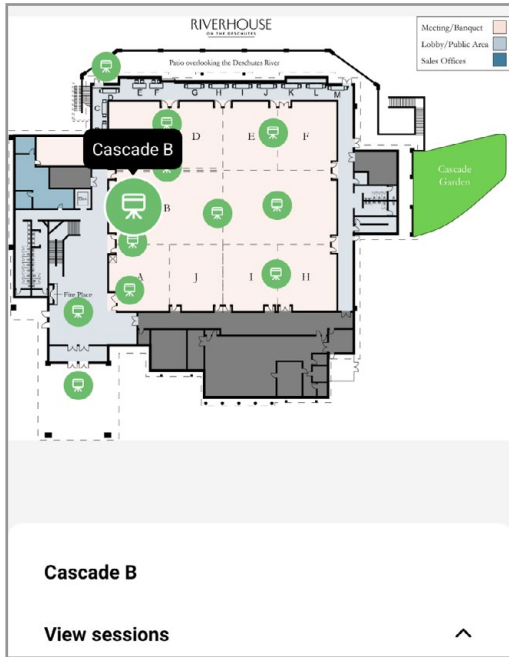 RIVERHOUSE
ON THE DESCHUTES
Meeting/Banquet
Lobby/Public Area
Sales Offices
Patio overlooking the Deschutes River
D
E F
G H I J K L M
C
D E F
Cascade B
B
Cascade
Garden
A J I H
Fire Place
Cascade B
View sessions